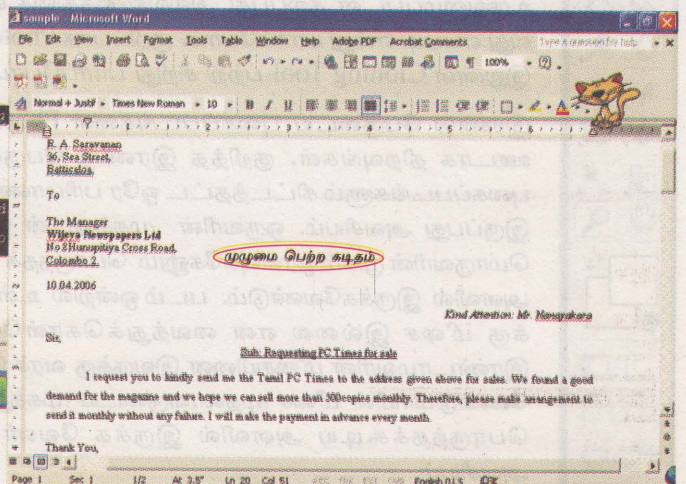 sample - Microsoft Word
File Edit View Insert Format Tools Table Window Help Adobe PDF Acrobat Comments Type a question for help
100%
Normal + Justif Times New Roman 10 B I U
R. A. Saravanan
36, Sea Street,
Batticaloa,
To
The Manager
Wijeya Newspapers Ltd
No 8Hunupitiya Cross Road,
Colombo 2.
முழுமை பெற்ற கடிதம்
10.04.2006
Kind Attention: Mr. Nanayakara
Sir,
Sub: Requesting PC Times for sale
I request you to kindly send me the Tamil PC Times to the address given above for sales. We found a good
demand for the magazine and we hope we can sell more than 300copies monthly. Therefore, please make arrangement to
send it monthly without any failure. I will make the payment in advance every month.
Thank You,
Page 1 Sec 1 1/2 At 3.5" Ln 20 Col 51 REC TRK EXT OVR English (U.S